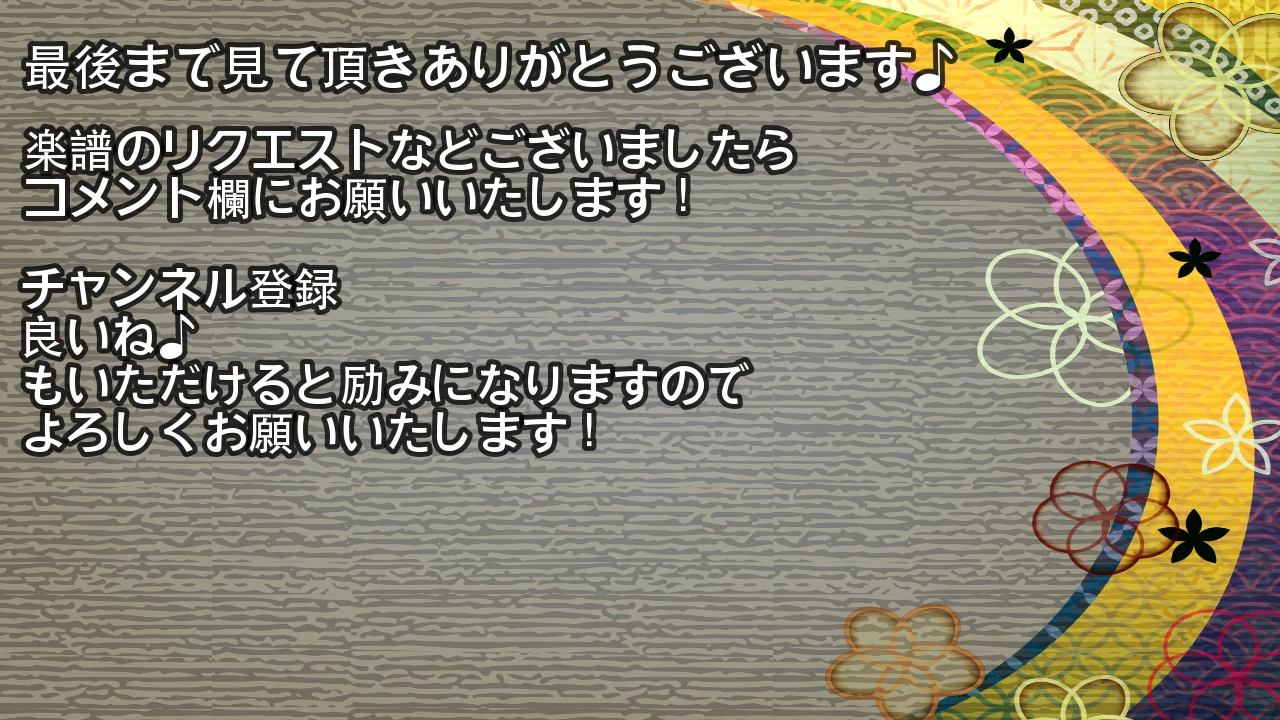 最後まで見て頂きありがとうございます♪
楽譜のリクエストなどございましたら
コメント欄にお願いいたします！
チャンネル登録
良いね♪
もいただけると励みになりますので
よろしくお願いいたします！